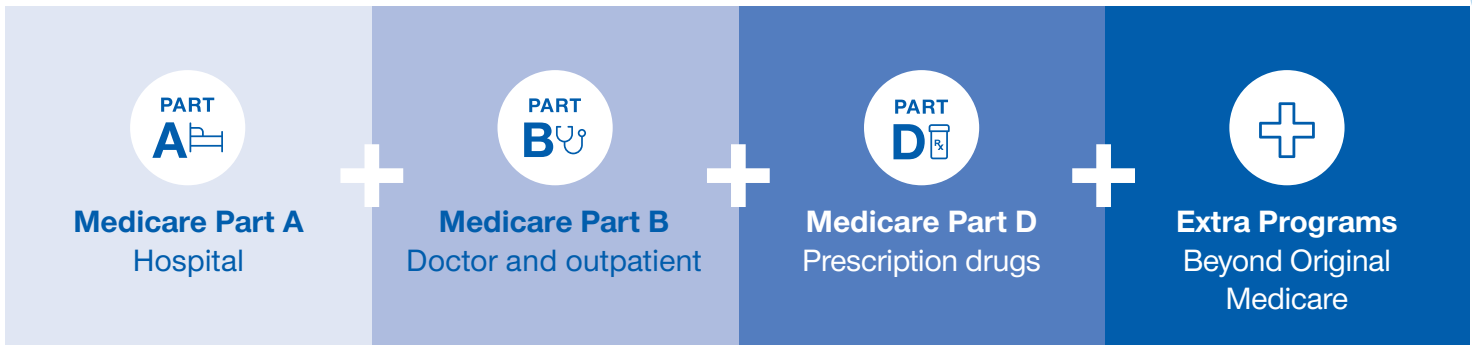 PART
A
Medicare Part A
Hospital
PART
B
Medicare Part B
Doctor and outpatient
PART
D
Rx
Medicare Part D
Prescription drugs
Extra Programs
Beyond Original
Medicare